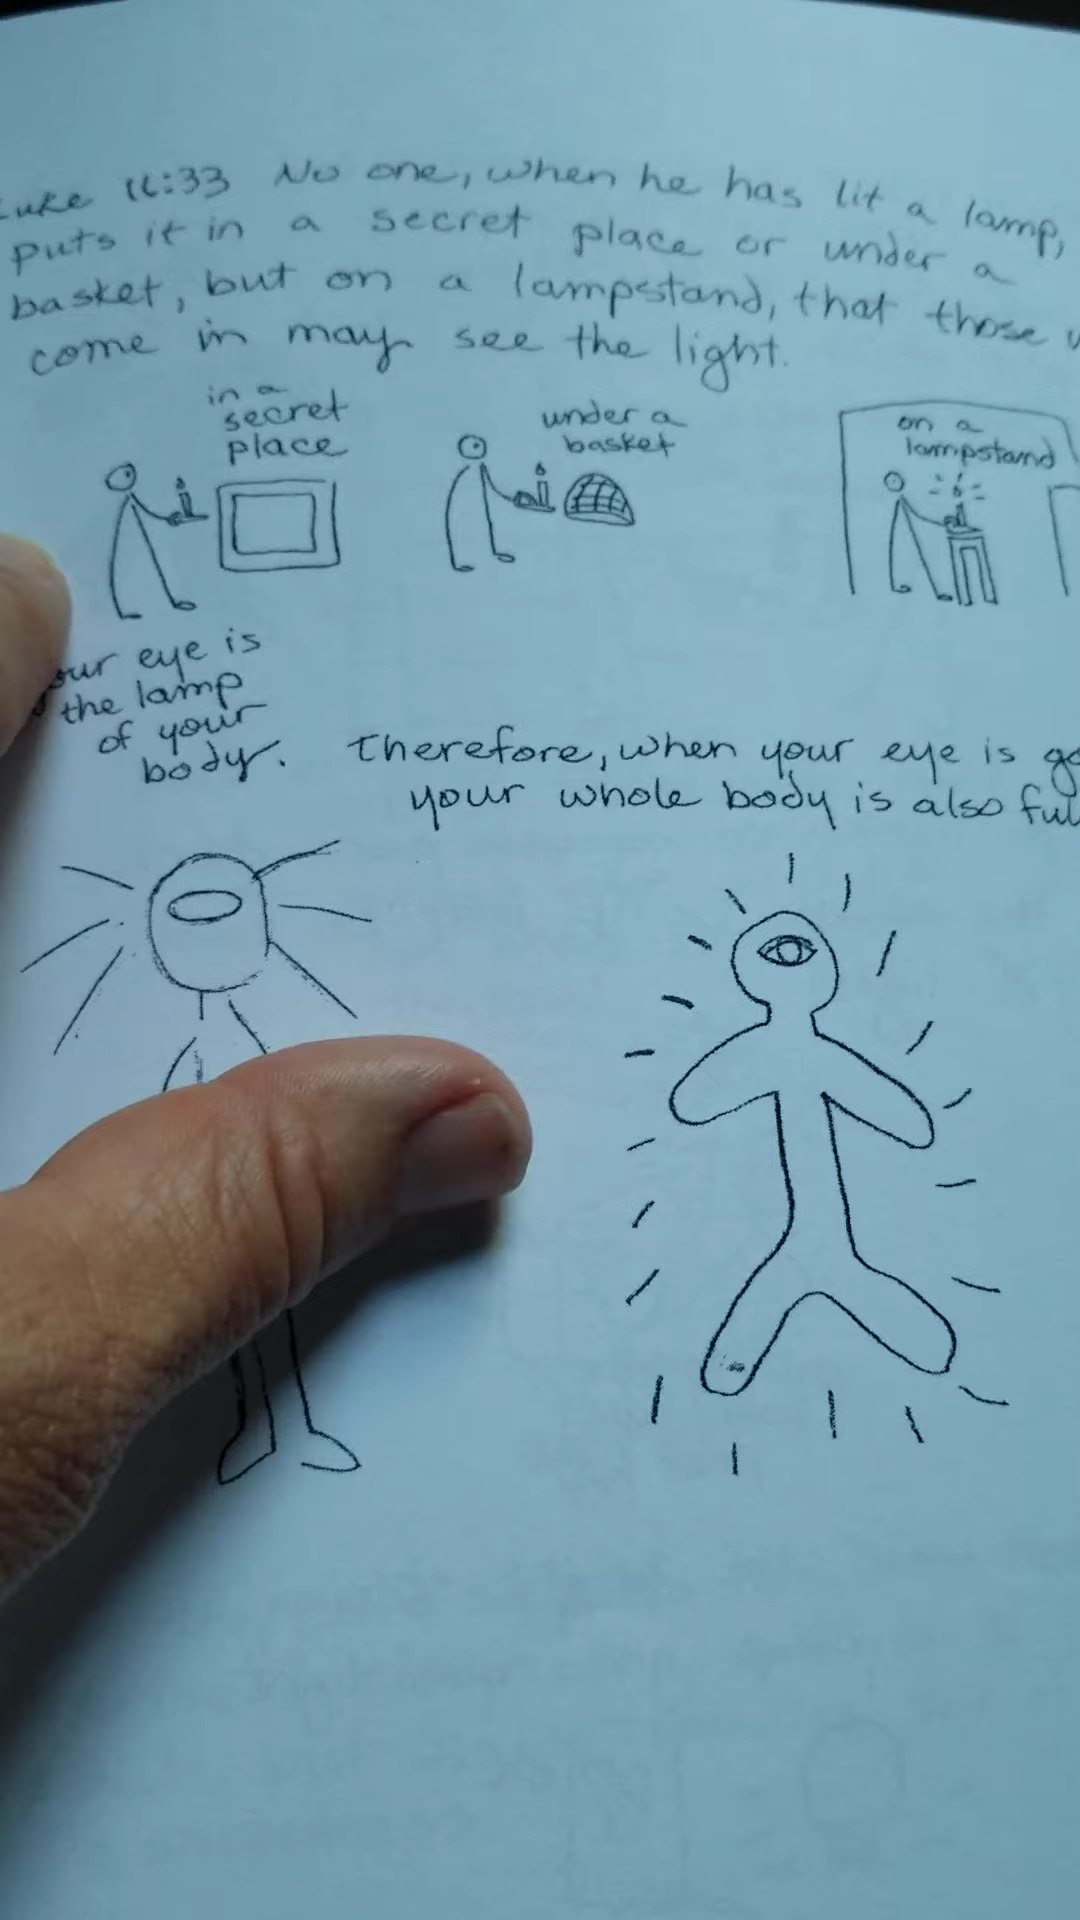 Luke 11:33 No one, when he has lit a lamp,
puts it in a secret place or under a
basket, but on a lampstand, that those
come in may see the light.
in a
secret
place
under a
basket
on a
lampstand
your eye is
the lamp
of your
body.
Therefore, when your eye is
your whole body is also